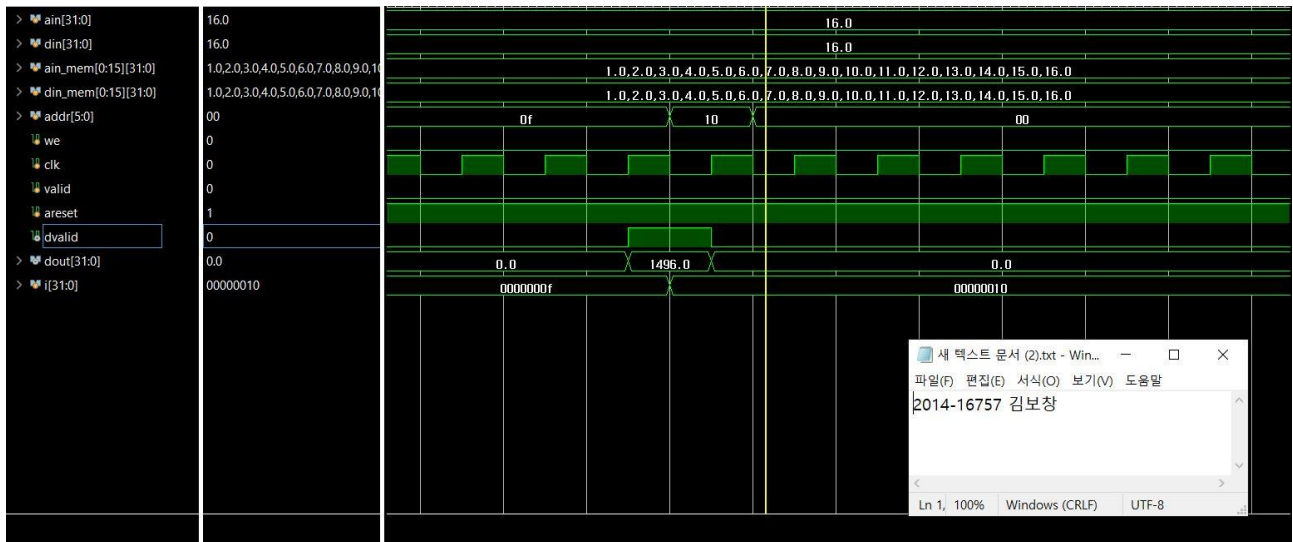 ain[31:0] 16.0 16.0
din[31:0] 16.0 16.0
ain_mem[0:15][31:0] 1.0,2.0,3.0,4.0,5.0,6.0,7.0,8.0,9.0,10 1.0,2.0,3.0,4.0,5.0,6.0,7.0,8.0,9.0,10.0,11.0,12.0,13.0,14.0,15.0,16.0
din_mem[0:15][31:0] 1.0,2.0,3.0,4.0,5.0,6.0,7.0,8.0,9.0,10 1.0,2.0,3.0,4.0,5.0,6.0,7.0,8.0,9.0,10.0,11.0,12.0,13.0,14.0,15.0,16.0
addr[5:0] 00 0f 10 00
we 0
clk 0
valid 0
areset 1
dvalid 0
dout[31:0] 0.0 0.0 1496.0 0.0
i[31:0] 00000010 0000000f 00000010
새 텍스트 문서 (2).txt - Win...
파일(F) 편집(E) 서식(O) 보기(V) 도움말
2014-16757 김보창
Ln 1, 100% Windows (CRLF) UTF-8